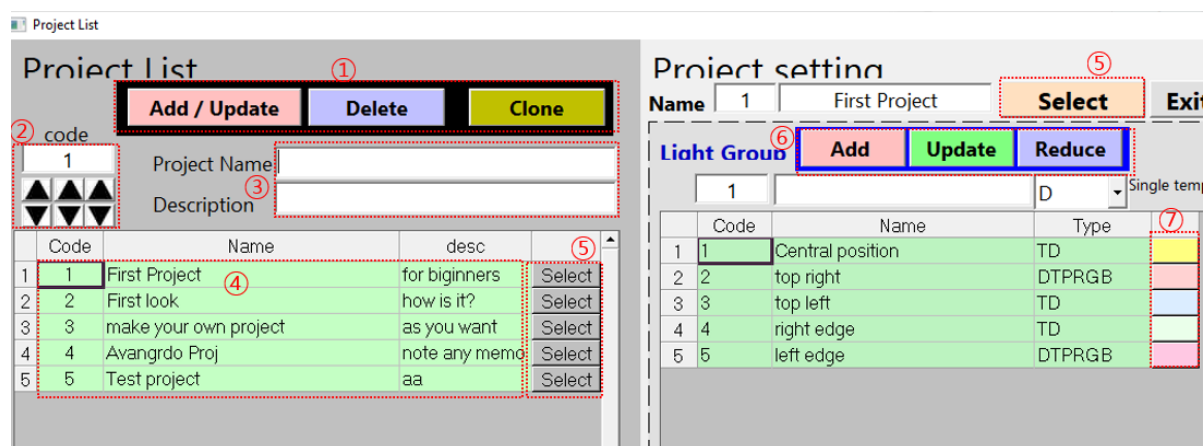 Project List
Project List
①
Add / Update Delete Clone
② code
1
Project Name
③
Description
Code Name desc ⑤
1 1 First Project for biginners Select
④
2 2 First look how is it? Select
3 3 make your own project as you want Select
4 4 Avangrdo Proj note any memo Select
5 5 Test project aa Select
Project setting
⑤
Name 1 First Project Select Exit
Light Group ⑥ Add Update Reduce
1 D Single temp
Code Name Type ⑦
1 1 Central position TD
2 2 top right DTPRGB
3 3 top left TD
4 4 right edge TD
5 5 left edge DTPRGB